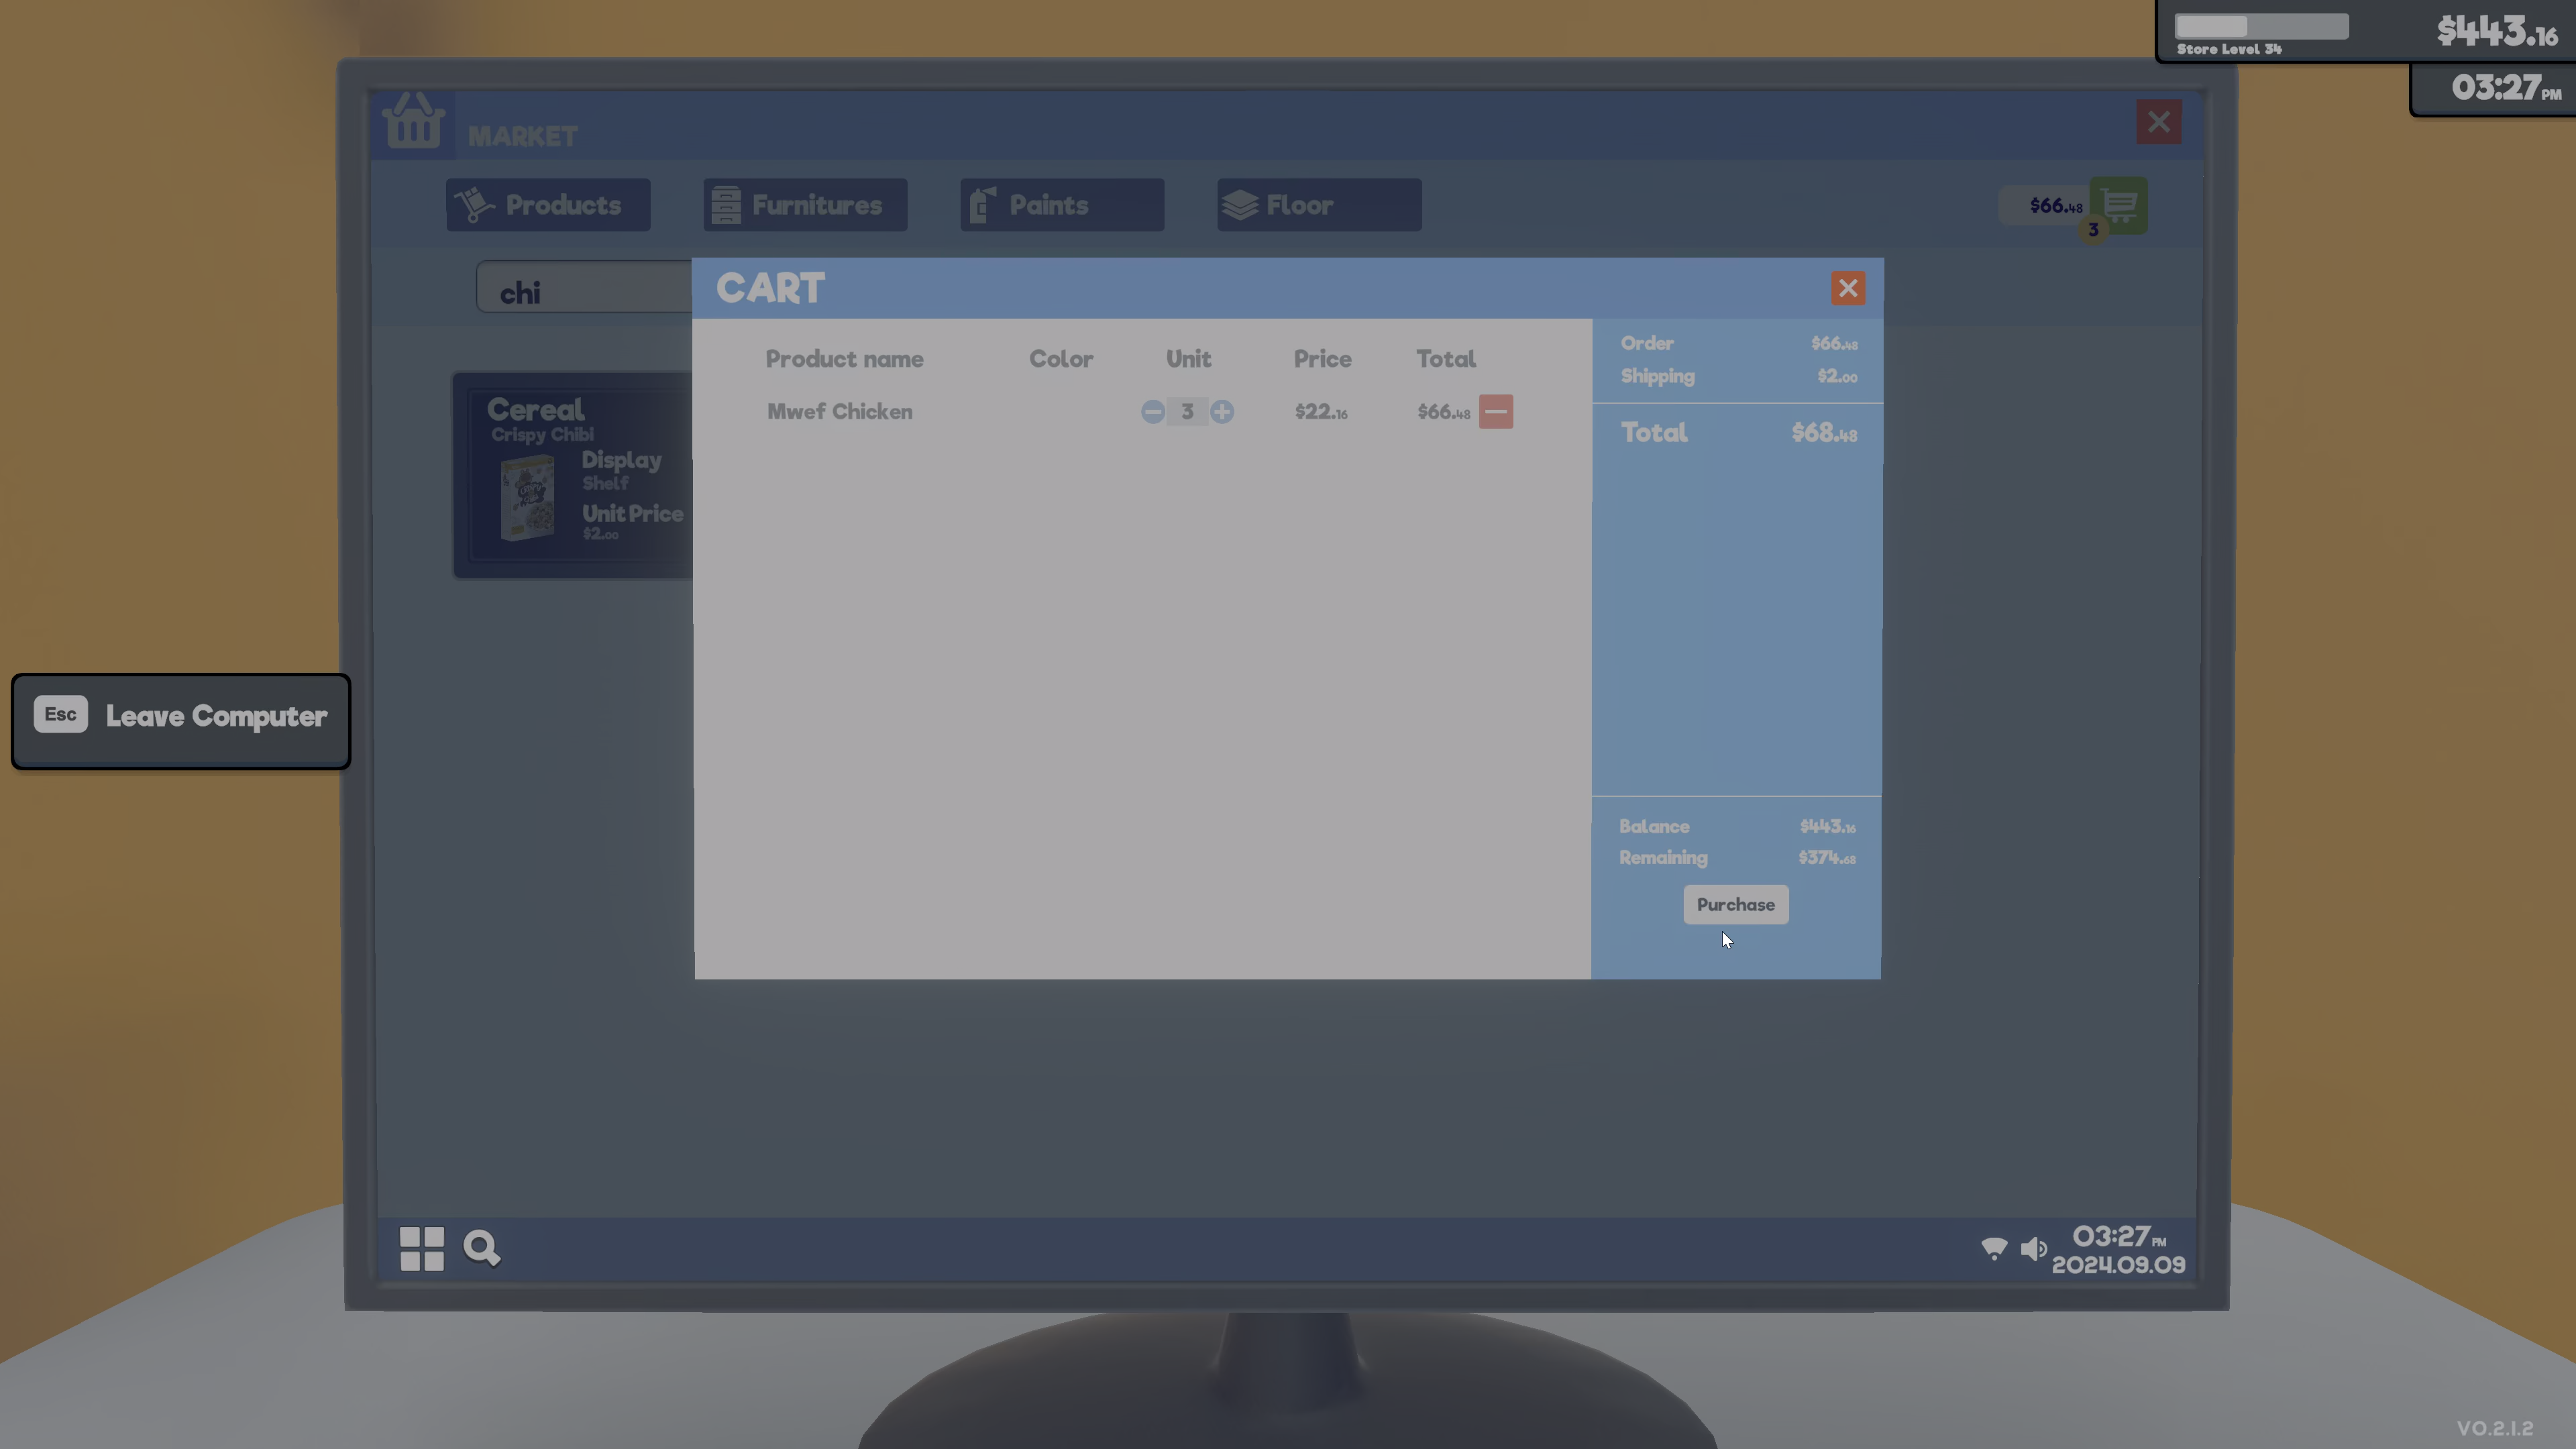 $443.16
Store Level 34
03:27PM
MARKET
Products
Furnitures
Paints
Floor
$66.48
3
chi
CART
Product name Color Unit Price Total
Mwef Chicken 3 $22.16 $66.48
Order $66.48
Shipping $2.00
Total $68.48
Cereal
Crispy Chibi
Display
Shelf
Unit Price
$2.00
Esc Leave Computer
Balance $443.16
Remaining $374.68
Purchase
03:27PM
2024.09.09
V0.2.1.2